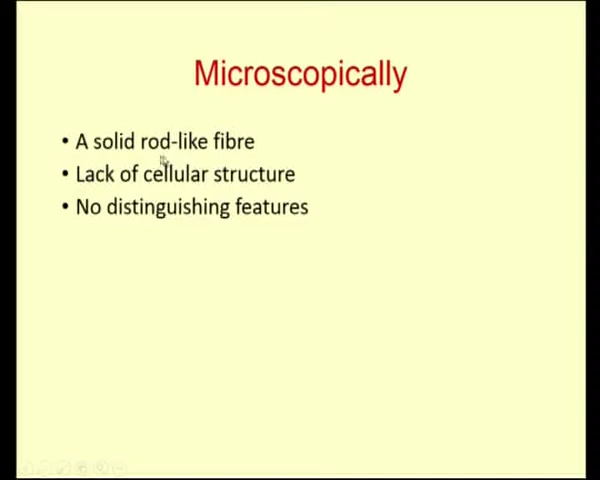 Microscopically
• A solid rod-like fibre
• Lack of cellular structure
• No distinguishing features